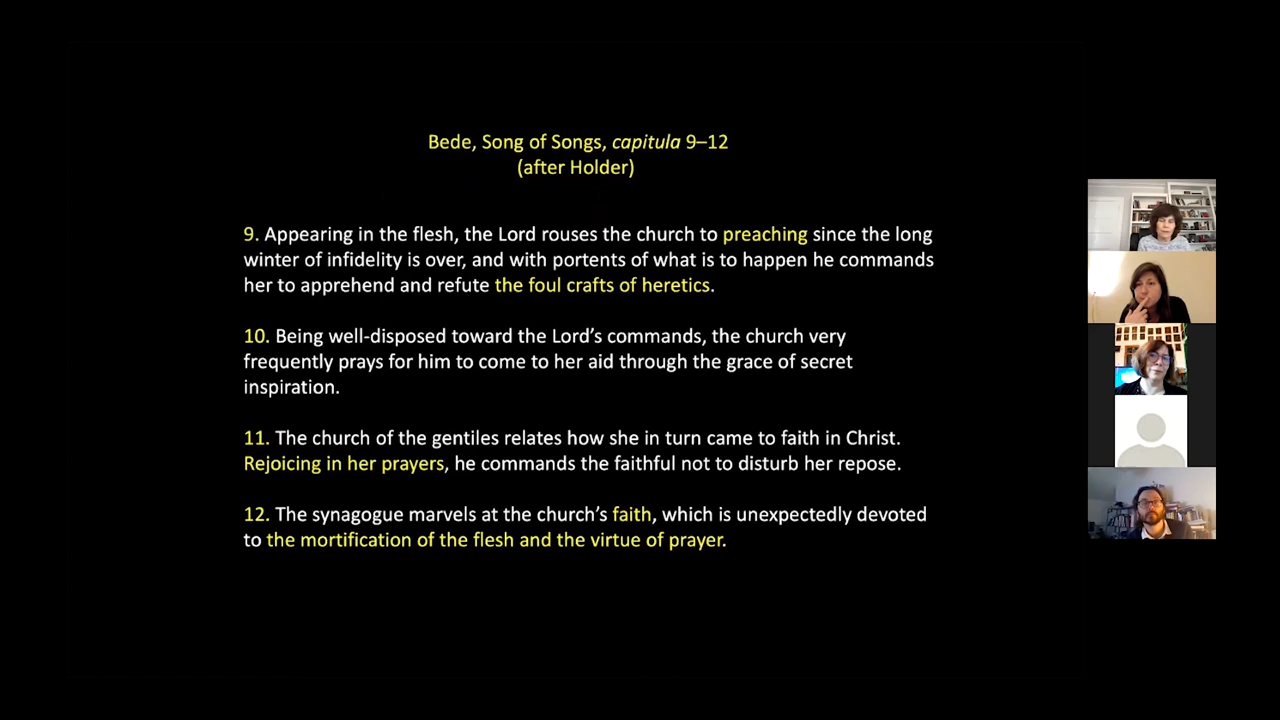 Bede, Song of Songs, capitula 9–12
(after Holder)
9. Appearing in the flesh, the Lord rouses the church to preaching since the long
winter of infidelity is over, and with portents of what is to happen he commands
her to apprehend and refute the foul crafts of heretics.
10. Being well-disposed toward the Lord’s commands, the church very
frequently prays for him to come to her aid through the grace of secret
inspiration.
11. The church of the gentiles relates how she in turn came to faith in Christ.
Rejoicing in her prayers, he commands the faithful not to disturb her repose.
12. The synagogue marvels at the church’s faith, which is unexpectedly devoted
to the mortification of the flesh and the virtue of prayer.